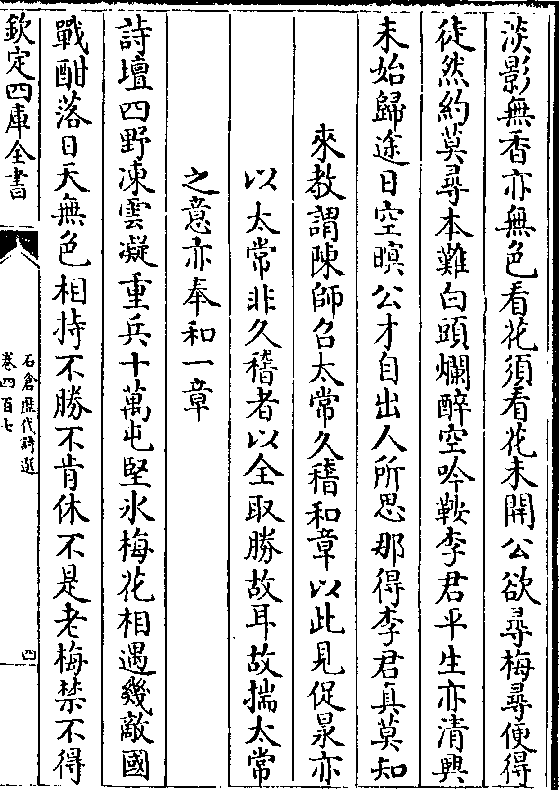 淡影無香亦無色看花須看花未開公欲尋梅尋便得
徒然約莫尋本難白頭爛醉空吟鞍李君平生亦清興
未始歸途日空暝公才自出人所思那得李君真莫知
來教謂陳師召太常久稽和章以此見促泉亦
以太常非久稽者以全取勝故耳故揣太常
之意亦奉和一章
詩壇四野凍雲凝重兵十萬屯堅氷梅花相遇幾敵國
戰酣落日天無色相持不勝不肯休不是老梅禁不得
欽定四庫全書
石倉歷代詩選
卷四百七
四